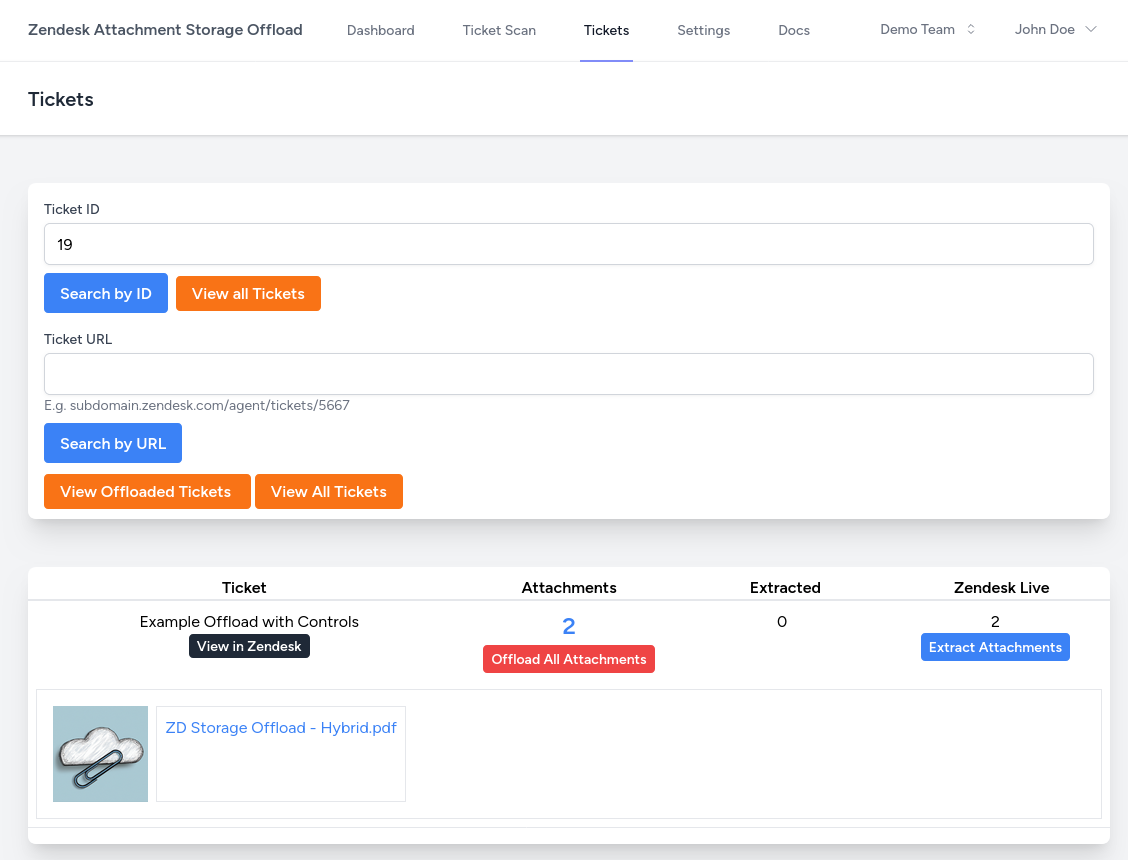 Zendesk Attachment Storage Offload Dashboard Ticket Scan Tickets Settings Docs Demo Team John Doe
Tickets
Ticket ID
19
Search by ID View all Tickets
Ticket URL
E.g. subdomain.zendesk.com/agent/tickets/5667
Search by URL
View Offloaded Tickets View All Tickets
Ticket Attachments Extracted Zendesk Live
Example Offload with Controls 2 0 2
View in Zendesk Offload All Attachments Extract Attachments
ZD Storage Offload - Hybrid.pdf